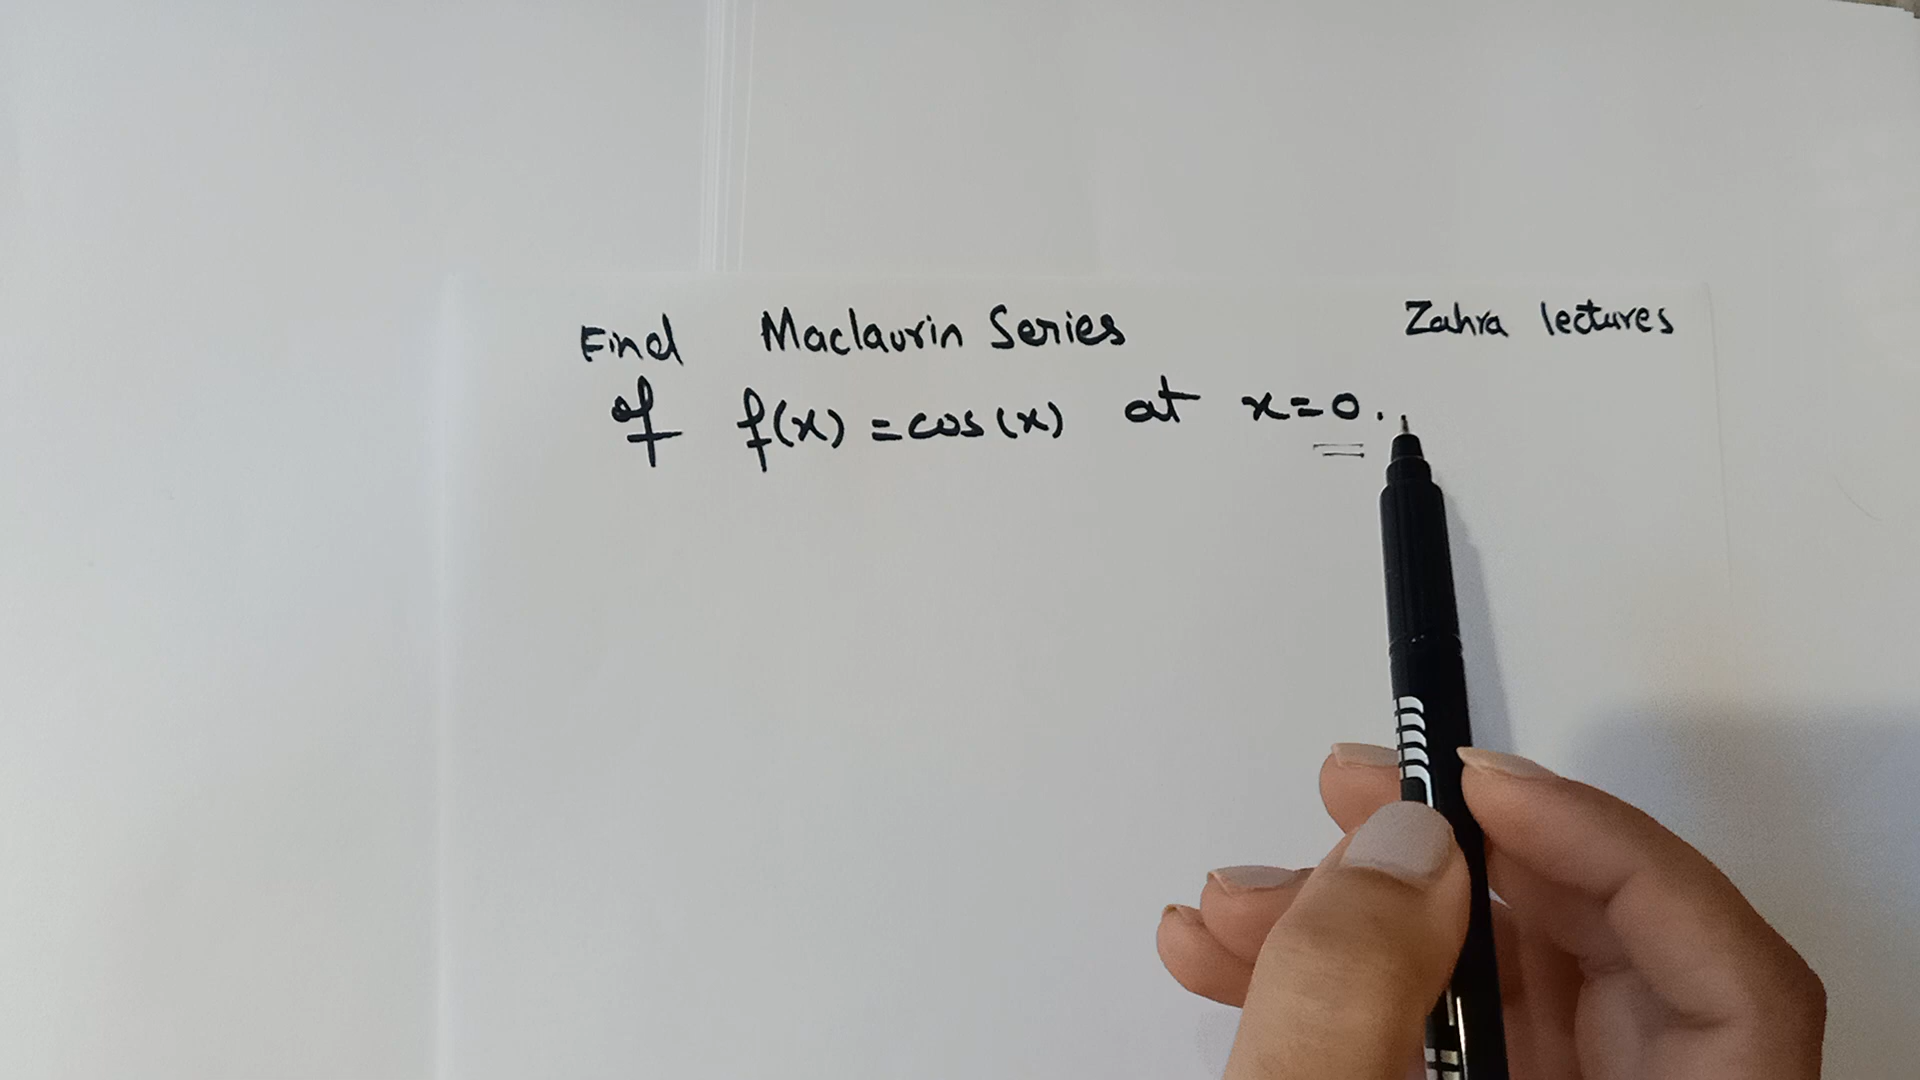 Find Maclaurin Series
of f(x) = cos(x) at x=0.
Zahra lectures